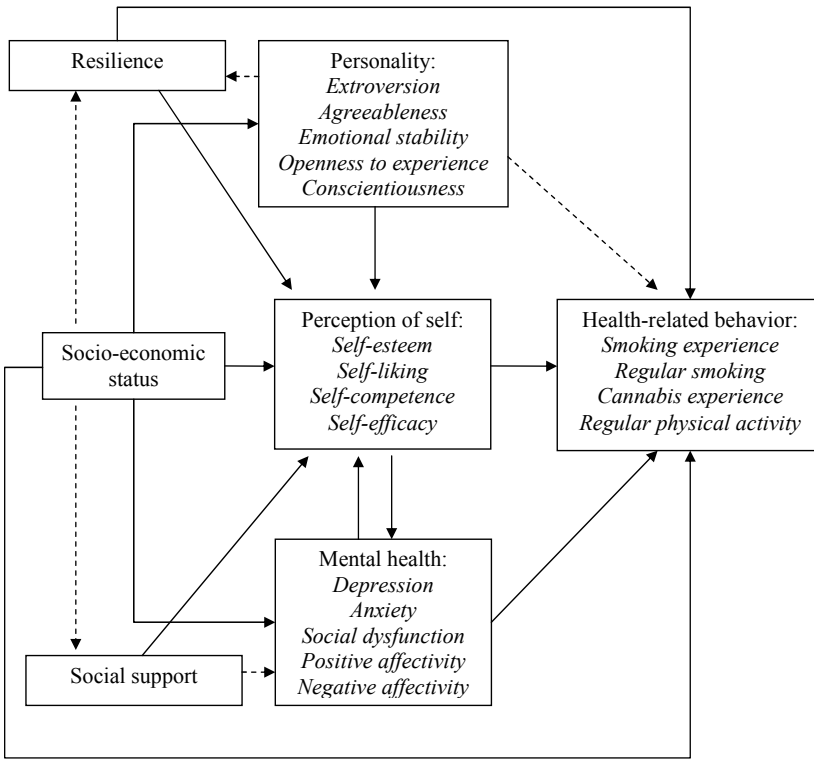 Resilience
Personality:
Extroversion
Agreeableness
Emotional stability
Openness to experience
Conscientiousness
Socio-economic
status
Perception of self:
Self-esteem
Self-liking
Self-competence
Self-efficacy
Health-related behavior:
Smoking experience
Regular smoking
Cannabis experience
Regular physical activity
Mental health:
Depression
Anxiety
Social dysfunction
Positive affectivity
Negative affectivity
Social support